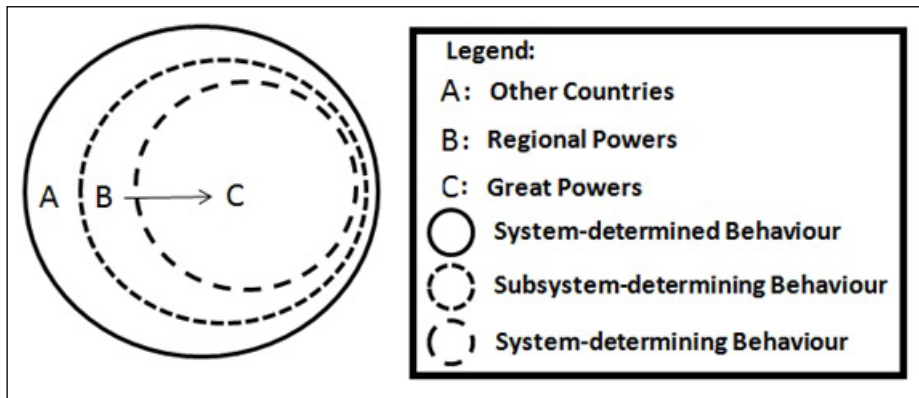 A B C
Legend:
A: Other Countries
B: Regional Powers
C: Great Powers
System-determined Behaviour
Subsystem-determining Behaviour
System-determining Behaviour